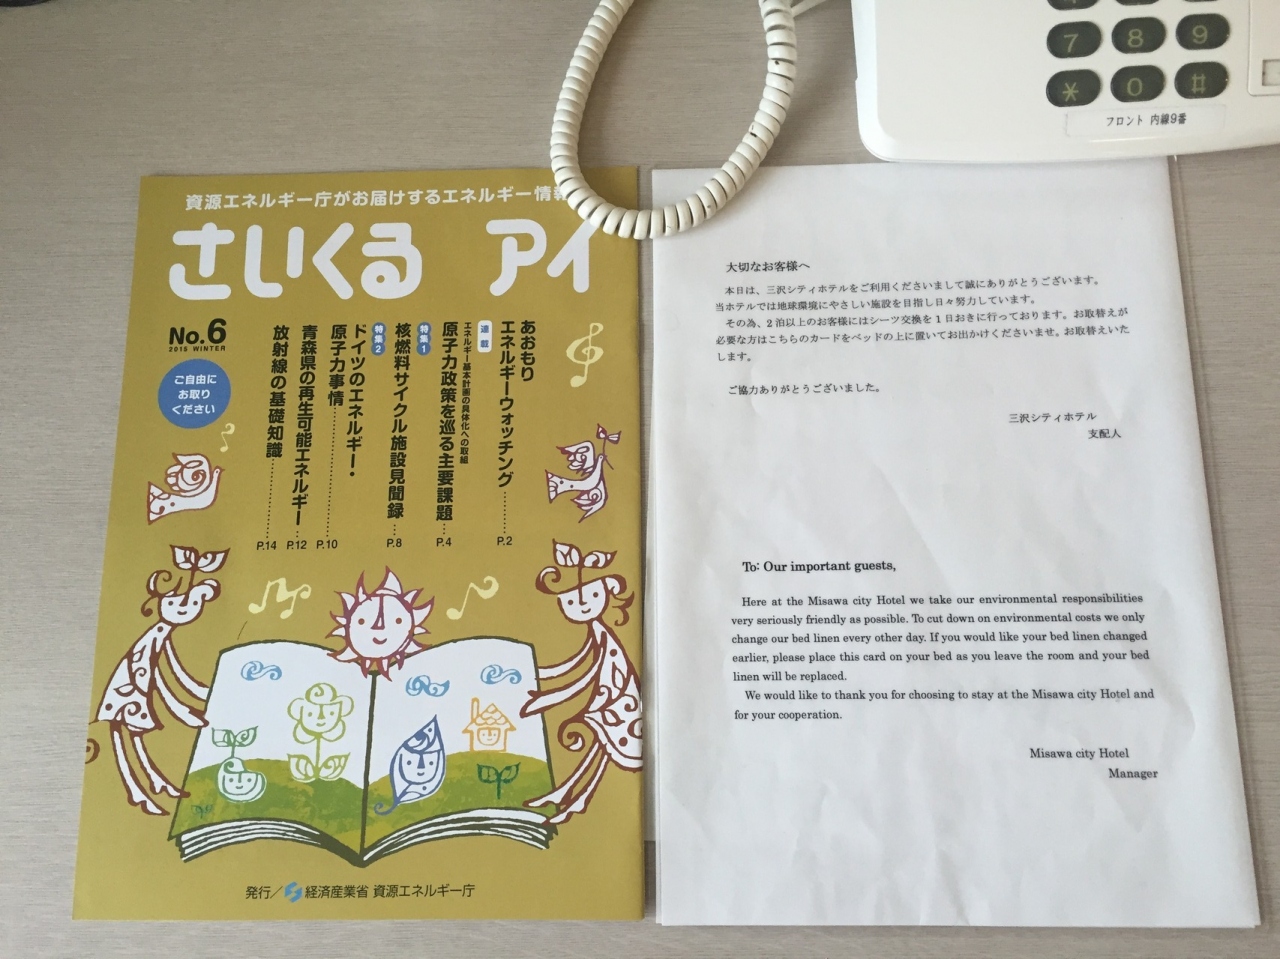 7 8 9
* 0 #
フロント 内線9番
資源エネルギー庁がお届けするエネルギー情報
さいくる アイ
No.6
2015 WINTER
ご自由に
お取り
ください
あおもり
エネルギーウォッチング P.2
連載
エネルギー基本計画の具体化への取組
原子力政策を巡る主要課題 P.4
特集1
核燃料サイクル施設見聞録 P.8
特集2
ドイツのエネルギー・
原子力事情 P.10
青森県の再生可能エネルギー P.12
放射線の基礎知識 P.14
発行/経済産業省 資源エネルギー庁
大切なお客様へ
本日は、三沢シティホテルをご利用くださいまして誠にありがとうございます。
当ホテルでは地球環境にやさしい施設を目指し日々努力しています。
その為、2泊以上のお客様にはシーツ交換を1日おきに行っております。お取替えが
必要な方はこちらのカードをベッドの上に置いてお出かけくださいませ。お取替えいた
します。
ご協力ありがとうございました。
三沢シティホテル
支配人
To: Our important guests,
Here at the Misawa city Hotel we take our environmental responsibilities
very seriously friendly as possible. To cut down on environmental costs we only
change our bed linen every other day. If you would like your bed linen changed
earlier, please place this card on your bed as you leave the room and your bed
linen will be replaced.
We would like to thank you for choosing to stay at the Misawa city Hotel and
for your cooperation.
Misawa city Hotel
Manager